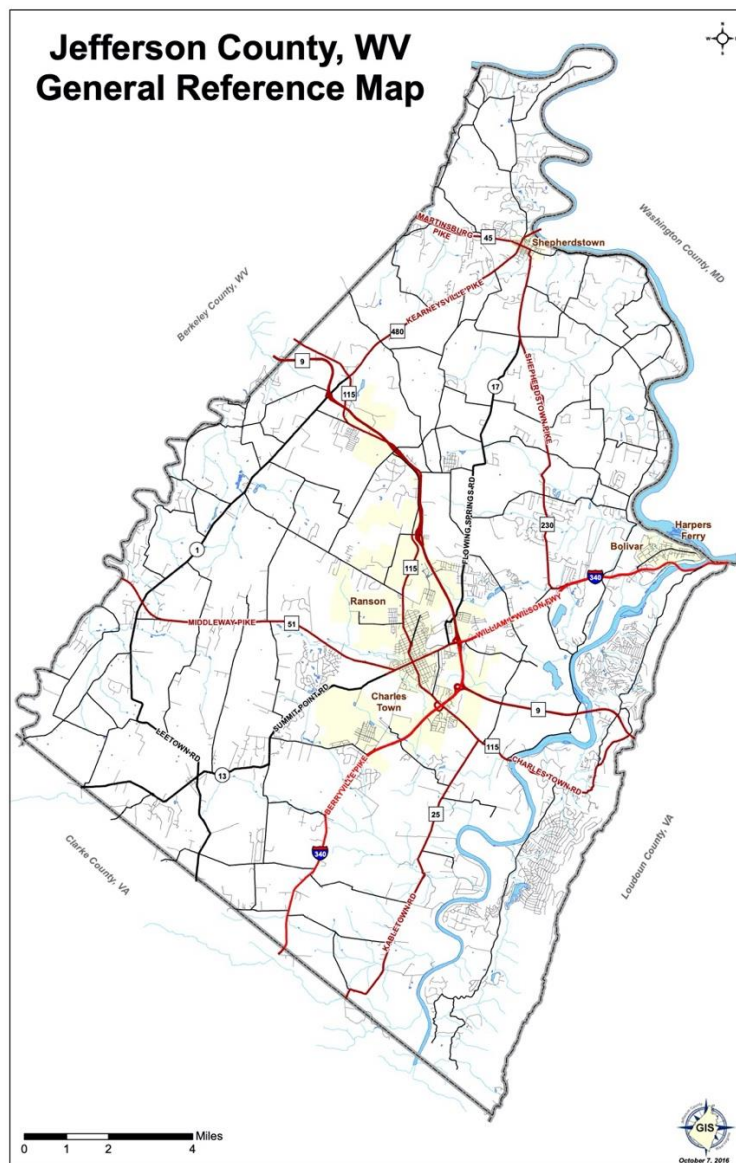 Jefferson County, WV
General Reference Map
Washington County, MD
MARTINSBURG
PIKE
45
Shepherdstown
Berkeley County, WV
KEARNEYSVILLE PIKE
480
9
115
17
SHEPHERDSTOWN PIKE
FLOWING SPRINGS RD
230
Harpers
Ferry
Bolivar
1
115
340
Ranson
WILLIAM L WILSON FWY
MIDDLEWAY PIKE
51
SUMMIT POINT RD
Charles
Town
9
LEETOWN RD
115
CHARLES TOWN RD
13
BERRYVILLE PIKE
25
340
Clarke County, VA
Loudoun County, VA
KABLETOWN RD
0
1
2
4
Miles
GIS
October 7, 2016